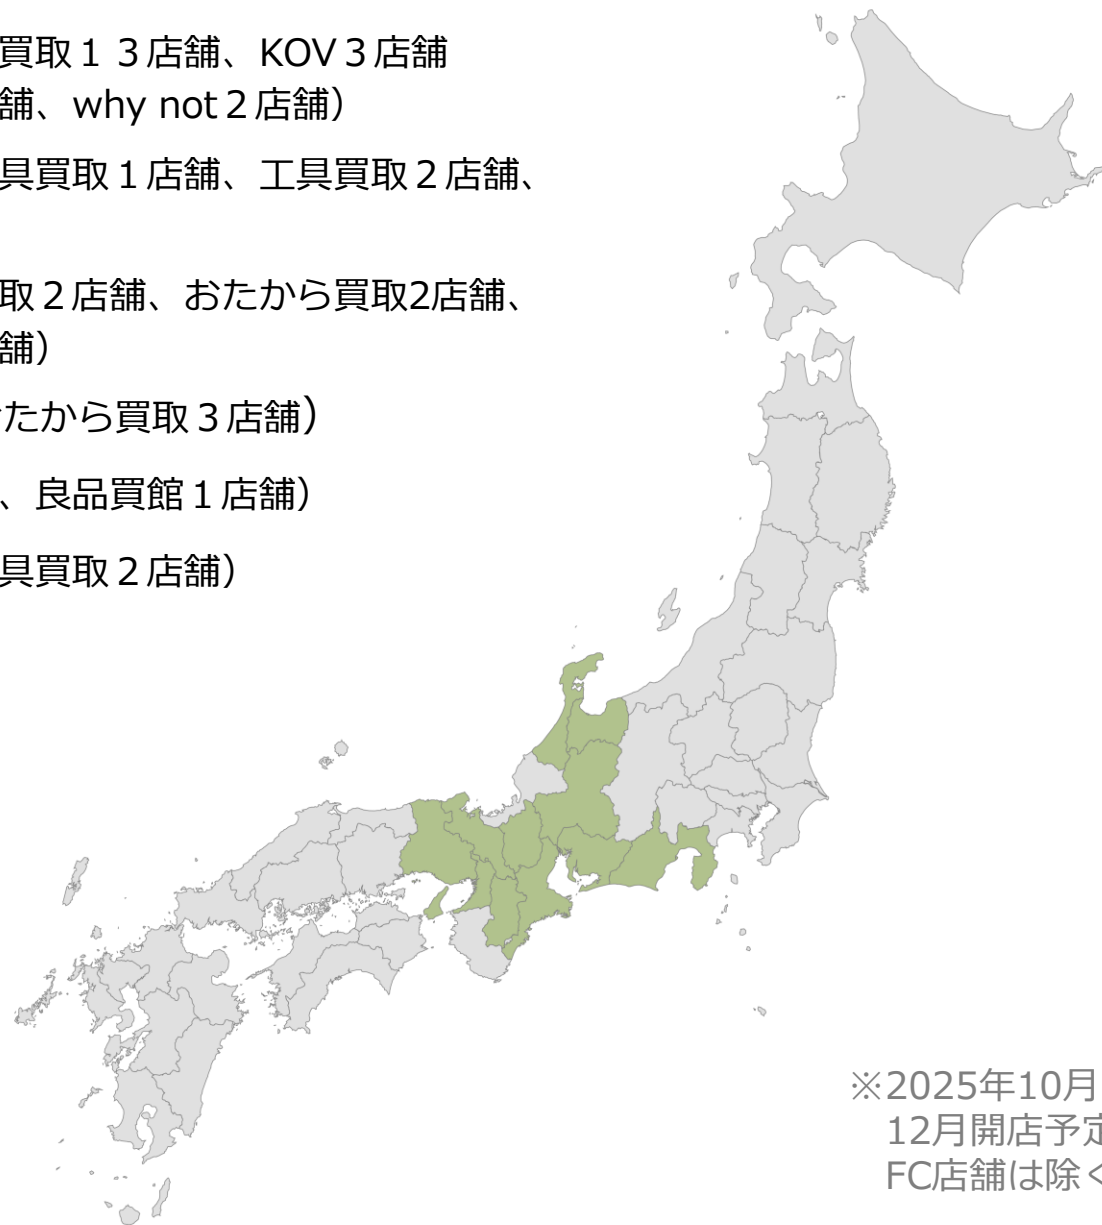 買取１３店舗、KOV３店舗
舗、why not２店舗）
具買取１店舗、工具買取２店舗、
取２店舗、おたから買取2店舗、
舗）
たから買取３店舗）
、良品買館１店舗）
具買取２店舗）
※2025年10月
12月開店予定
FC店舗は除く